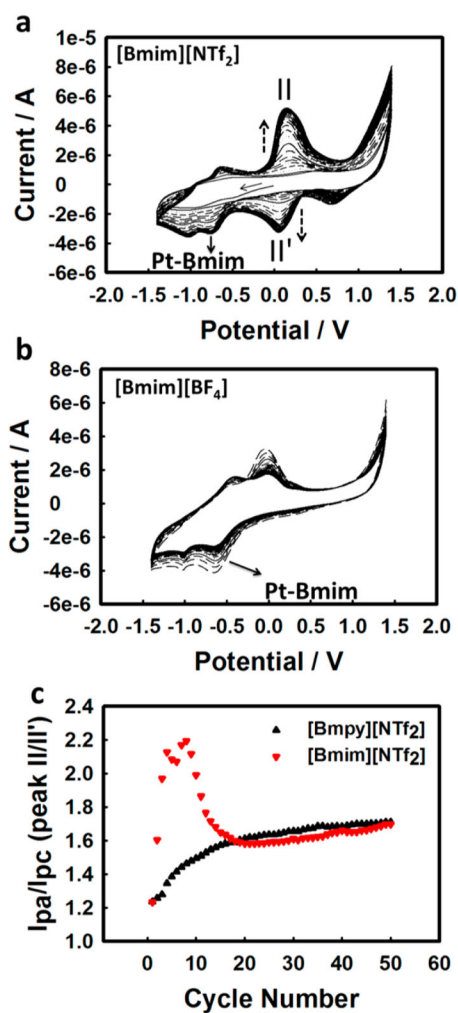 a
[Bmim][NTf₂]
Current / A
1e-5
8e-6
6e-6
4e-6
2e-6
0
-2e-6
-4e-6
-6e-6
II
II'
Pt-Bmim
-2.0 -1.5 -1.0 -0.5 0.0 0.5 1.0 1.5 2.0
Potential / V
b
[Bmim][BF₄]
Current / A
8e-6
6e-6
4e-6
2e-6
0
-2e-6
-4e-6
-6e-6
Pt-Bmim
-2.0 -1.5 -1.0 -0.5 0.0 0.5 1.0 1.5 2.0
Potential / V
c
Ipa/Ipc (peak II/II')
2.4
2.2
2.0
1.8
1.6
1.4
1.2
1.0
[Bmpy][NTf2]
[Bmim][NTf2]
0 10 20 30 40 50 60
Cycle Number